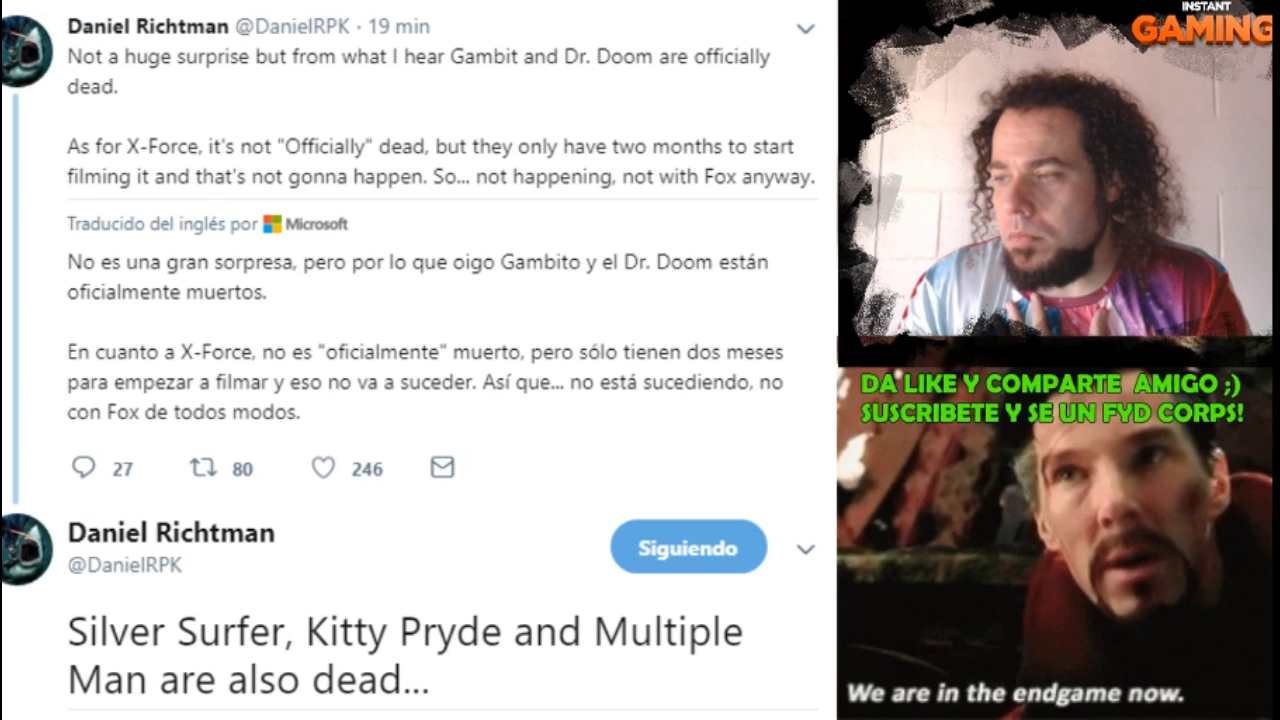 Daniel Richtman @DanielRPK · 19 min
Not a huge surprise but from what I hear Gambit and Dr. Doom are officially
dead.
As for X-Force, it's not "Officially" dead, but they only have two months to start
filming it and that's not gonna happen. So... not happening, not with Fox anyway.
Traducido del inglés por Microsoft
No es una gran sorpresa, pero por lo que oigo Gambito y el Dr. Doom están
oficialmente muertos.
En cuanto a X-Force, no es "oficialmente" muerto, pero sólo tienen dos meses
para empezar a filmar y eso no va a suceder. Así que... no está sucediendo, no
con Fox de todos modos.
27 80 246
Daniel Richtman
@DanielRPK
Siguiendo
Silver Surfer, Kitty Pryde and Multiple
Man are also dead...
INSTANT
GAMING
DA LIKE Y COMPARTE AMIGO ;)
SUSCRIBETE Y SE UN FYD CORPS!
We are in the endgame now.